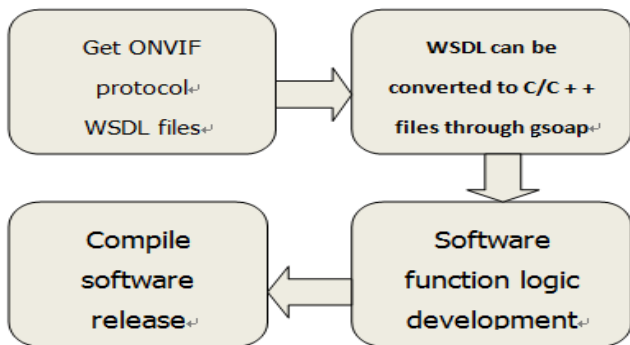 Get ONVIF
protocol
WSDL files
WSDL can be
converted to C/C + +
files through gsoap
Software
function logic
development
Compile
software
release